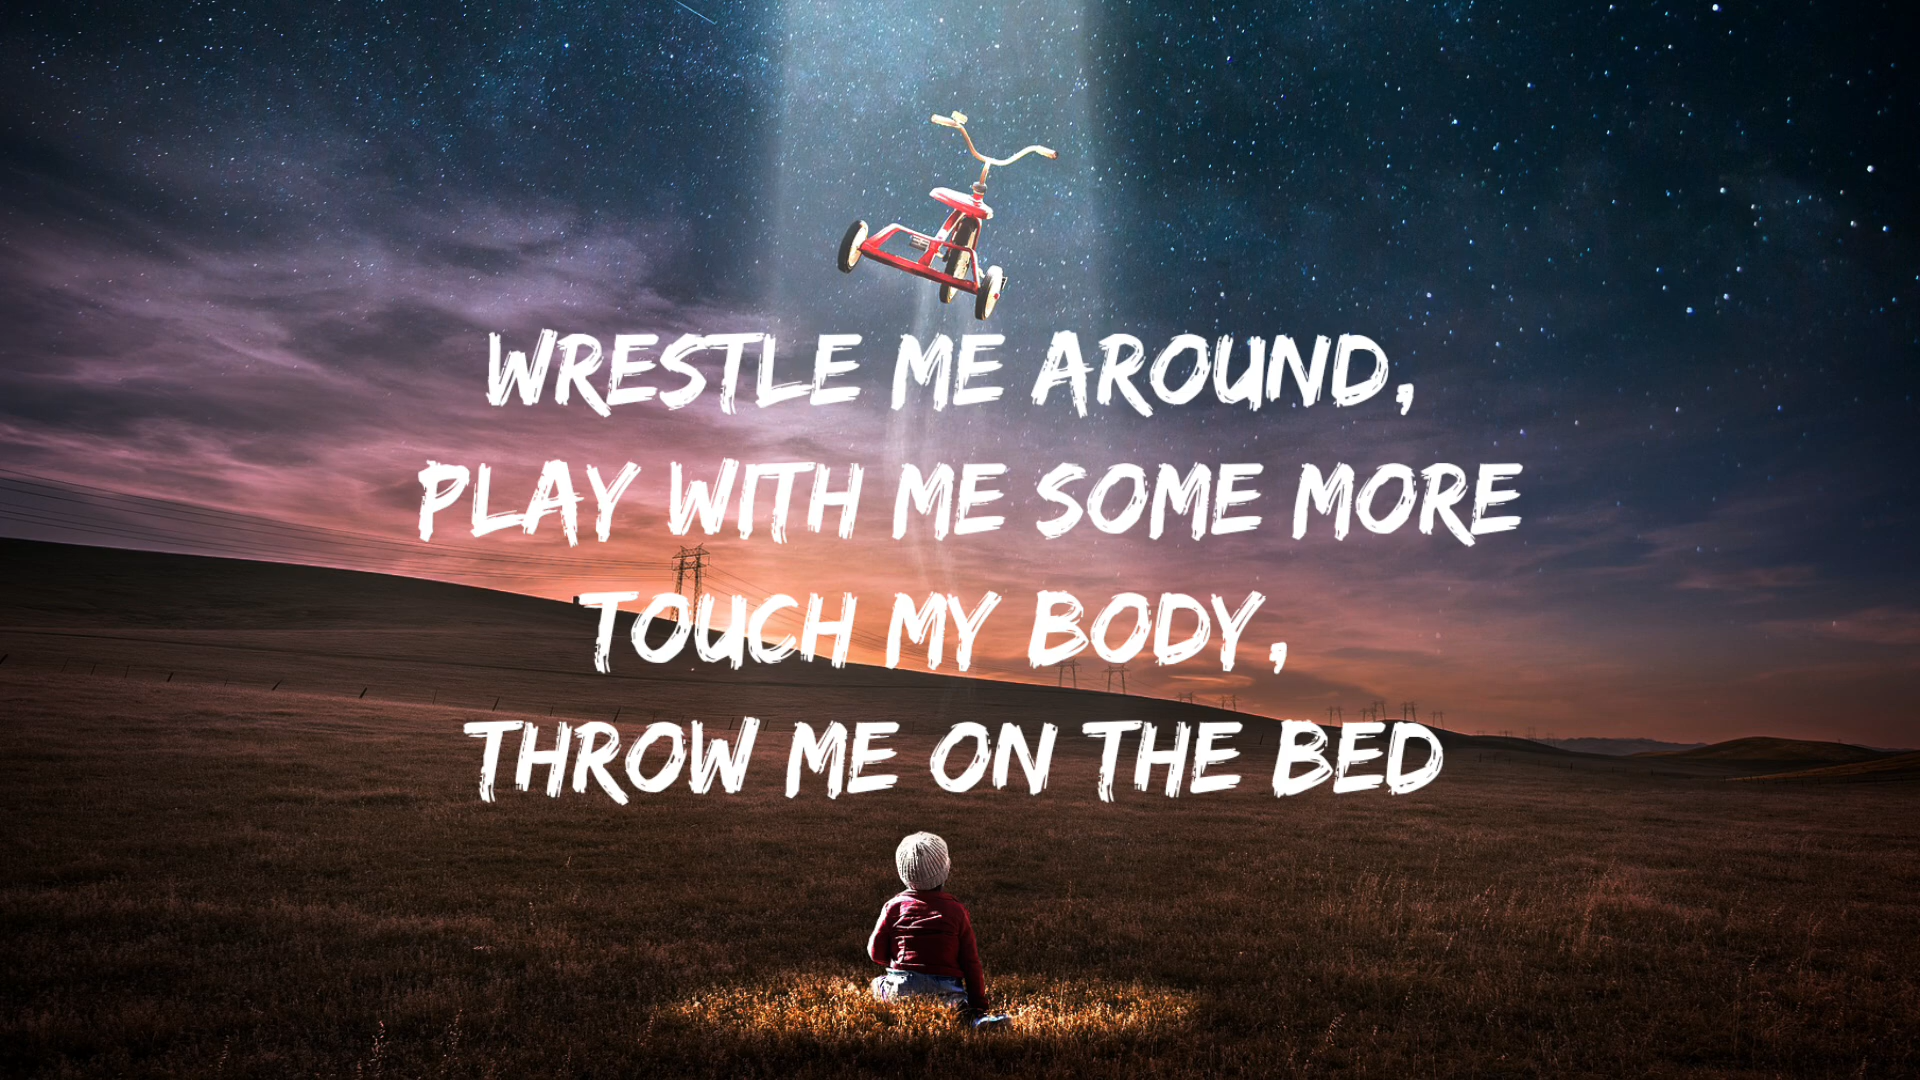 WRESTLE ME AROUND,
PLAY WITH ME SOME MORE
TOUCH MY BODY,
THROW ME ON THE BED